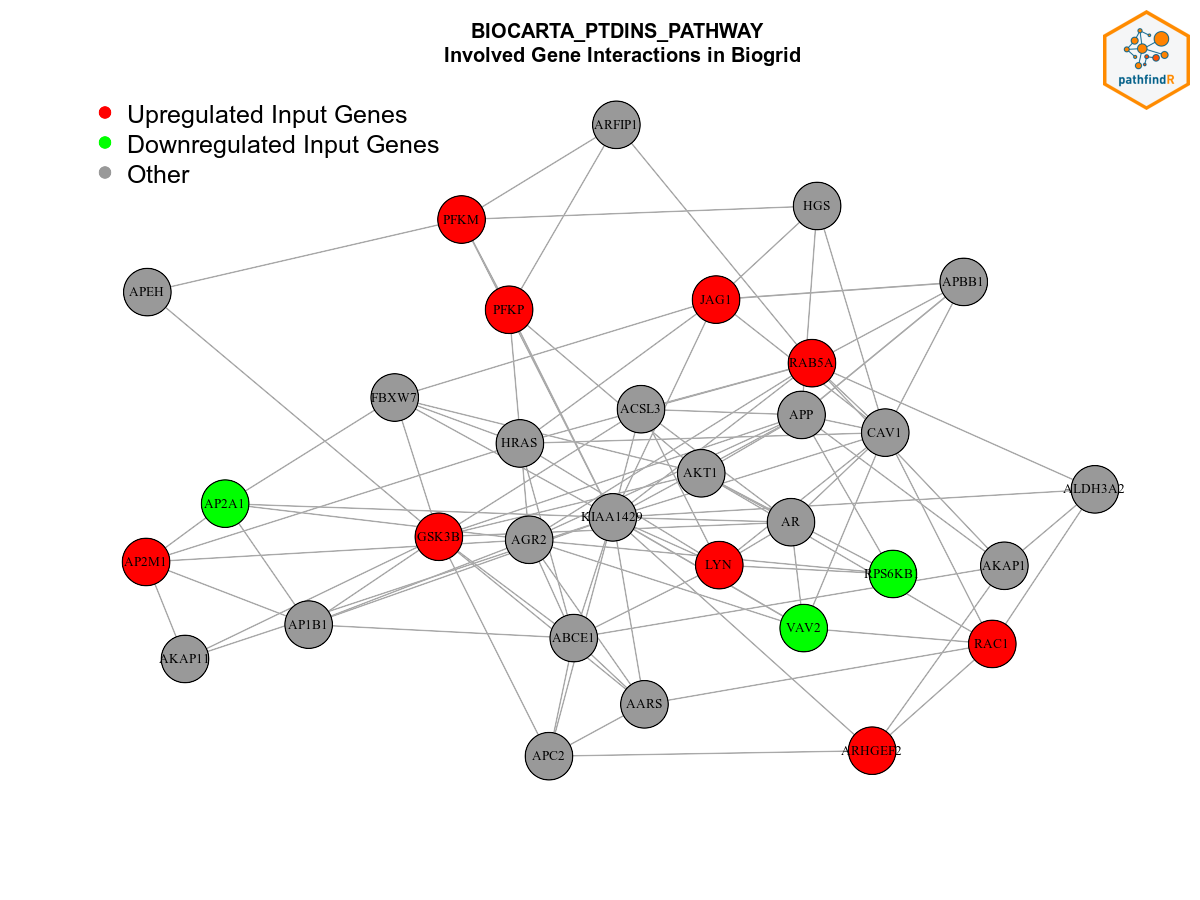 BIOCARTA_PTDINS_PATHWAY
Involved Gene Interactions in Biogrid
pathfindR
Upregulated Input Genes
Downregulated Input Genes
Other
ARFIP1
HGS
PFKM
APBB1
APEH
JAG1
PFKP
RAB5A
FBXW7
ACSL3
APP
CAV1
HRAS
AKT1
ALDH3A2
AP2A1
KIAA1429
AR
GSK3B
AGR2
AP2M1
LYN
AKAP1
RPS6KB
AP1B1
VAV2
ABCE1
RAC1
AKAP11
AARS
ARHGEF2
APC2